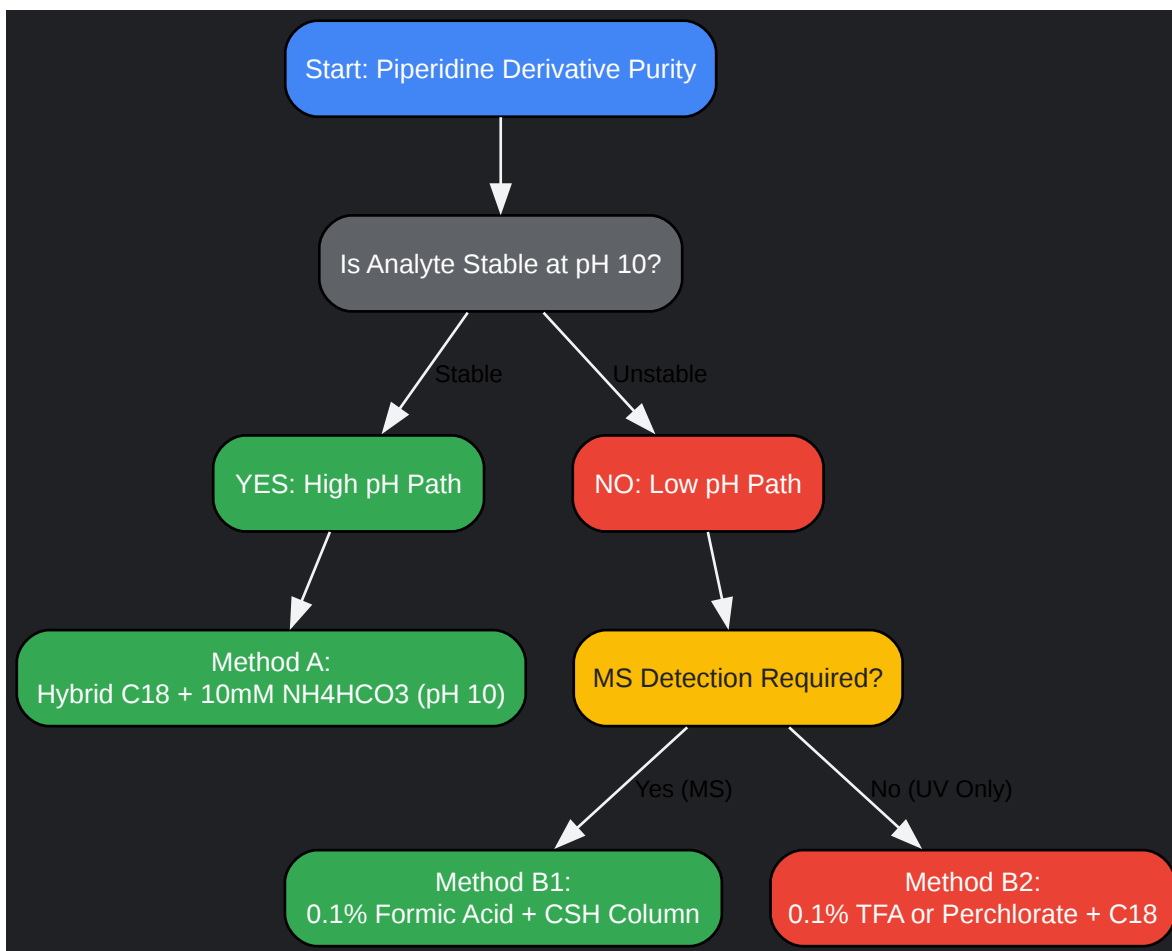 Start: Piperidine Derivative Purity
Is Analyte Stable at pH 10?
Stable
Unstable
YES: High pH Path
NO: Low pH Path
Method A:
Hybrid C18 + 10mM NH4HCO3 (pH 10)
MS Detection Required?
Yes (MS)
No (UV Only)
Method B1:
0.1% Formic Acid + CSH Column
Method B2:
0.1% TFA or Perchlorate + C18